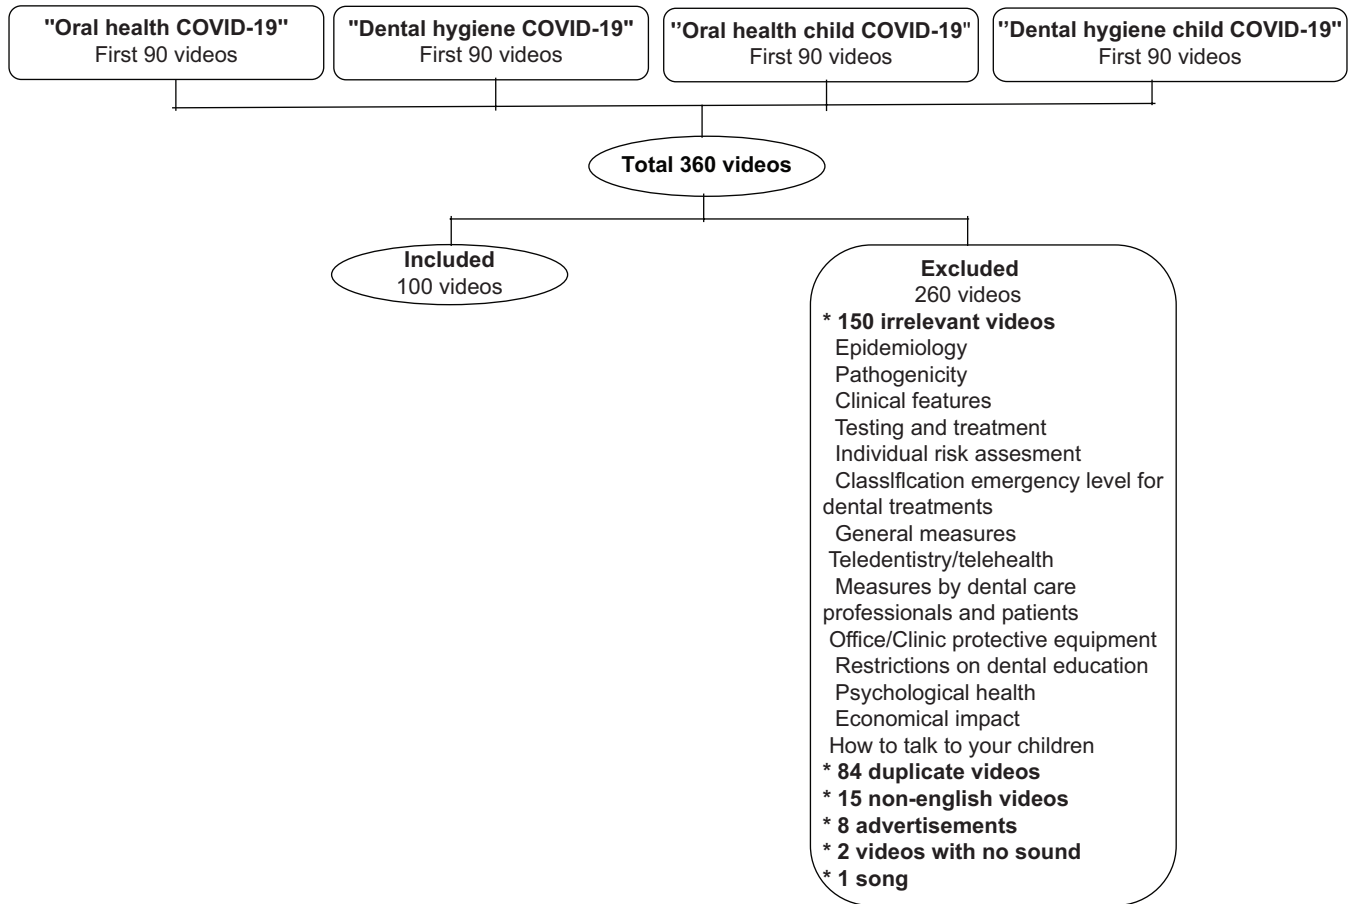 "Oral health COVID-19"
First 90 videos
"Dental hygiene COVID-19"
First 90 videos
''Oral health child COVID-19"
First 90 videos
"Dental hygiene child COVID-19"
First 90 videos
Total 360 videos
Included
100 videos
Excluded
260 videos
* 150 irrelevant videos
Epidemiology
Pathogenicity
Clinical features
Testing and treatment
Individual risk assesment
Classlflcation emergency level for
dental treatments
General measures
Teledentistry/telehealth
Measures by dental care
professionals and patients
Office/Clinic protective equipment
Restrictions on dental education
Psychological health
Economical impact
How to talk to your children
* 84 duplicate videos
* 15 non-english videos
* 8 advertisements
* 2 videos with no sound
* 1 song